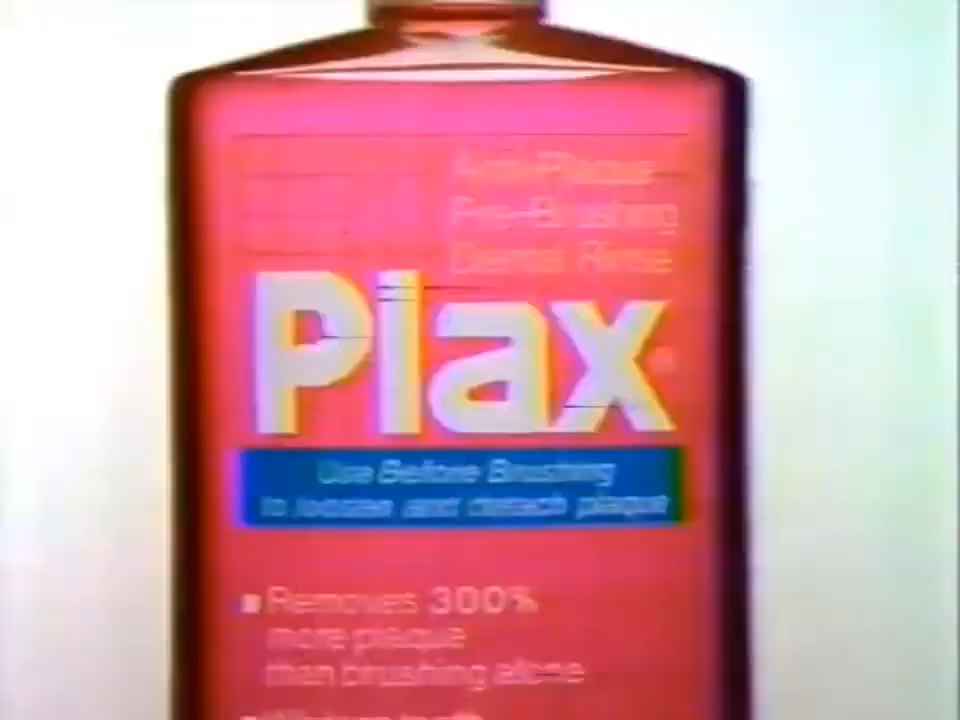 Anti-Plaque
Pre-Brushing
Dental Rinse
Plax
Use Before Brushing
to loosen and detach plaque
▪ Removes 300%
more plaque
than brushing alone